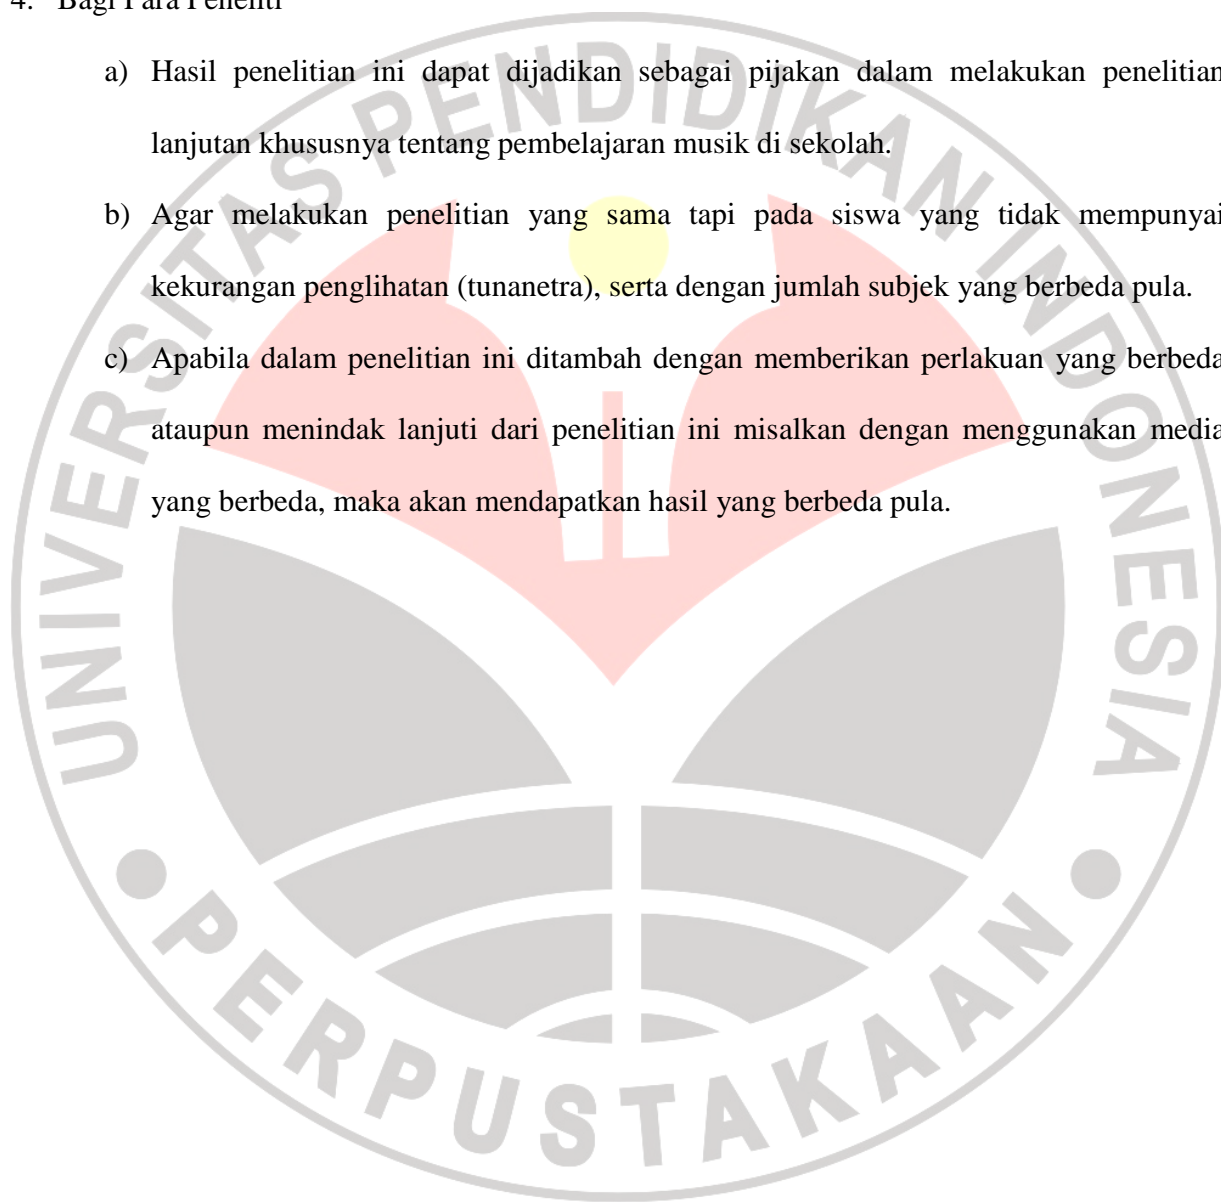 4. Bagi Para Peneliti
a) Hasil penelitian ini dapat dijadikan sebagai pijakan dalam melakukan penelitian
lanjutan khususnya tentang pembelajaran musik di sekolah.
b) Agar melakukan penelitian yang sama tapi pada siswa yang tidak mempunyai
kekurangan penglihatan (tunanetra), serta dengan jumlah subjek yang berbeda pula.
c) Apabila dalam penelitian ini ditambah dengan memberikan perlakuan yang berbeda
ataupun menindak lanjuti dari penelitian ini misalkan dengan menggunakan media
yang berbeda, maka akan mendapatkan hasil yang berbeda pula.
UNIVERSITAS PENDIDIKAN INDONESIA
PERPUSTAKAAN